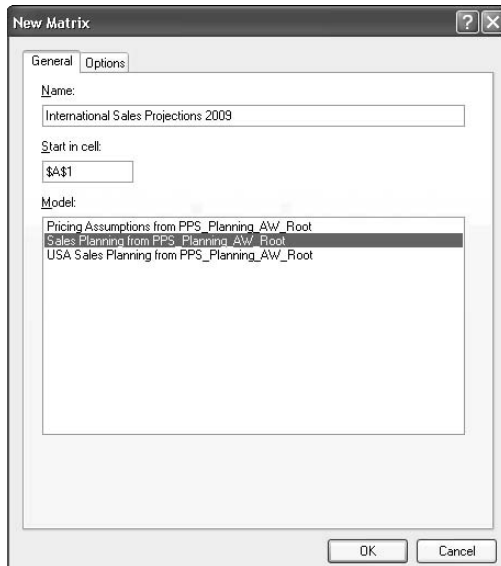 New Matrix
General Options
Name:
International Sales Projections 2009
Start in cell:
$A$1
Model:
Pricing Assumptions from PPS_Planning_AW_Root
Sales Planning from PPS_Planning_AW_Root
USA Sales Planning from PPS_Planning_AW_Root
OK Cancel